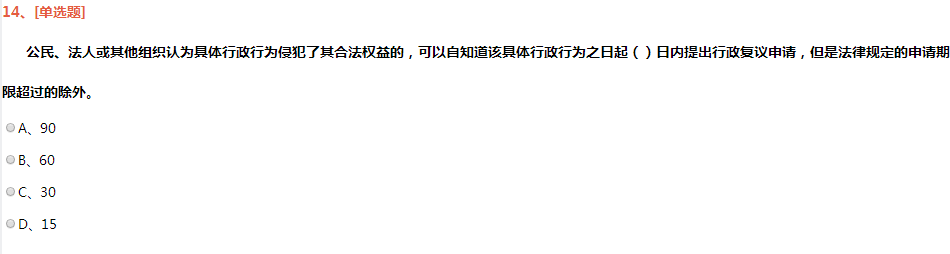 14、[单选题]
公民、法人或其他组织认为具体行政行为侵犯了其合法权益的，可以自知道该具体行政行为之日起（ ）日内提出行政复议申请，但是法律规定的申请期
限超过的除外。
A、90
B、60
C、30
D、15